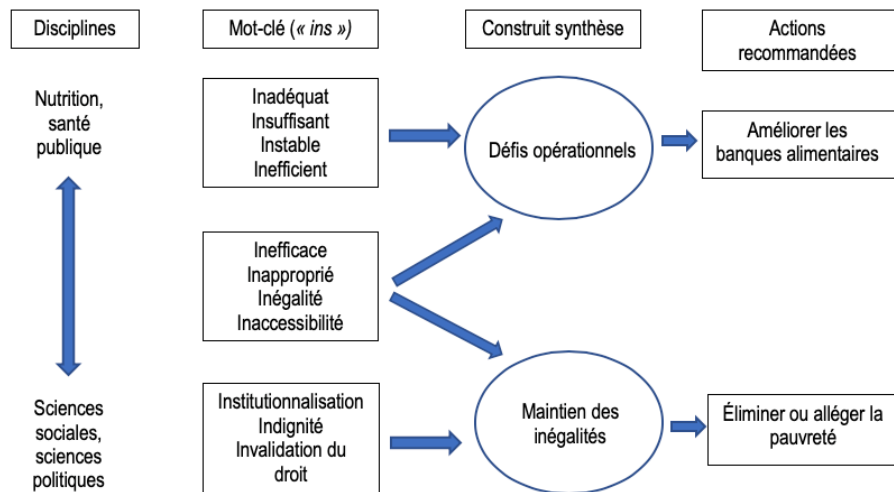 Disciplines
Mot-clé (« ins »)
Construit synthèse
Actions
recommandées
Nutrition,
santé
publique
Inadéquat
Insuffisant
Instable
Inefficient
Défis opérationnels
Améliorer les
banques alimentaires
Inefficace
Inapproprié
Inégalité
Inaccessibilité
Sciences
sociales,
sciences
politiques
Institutionnalisation
Indignité
Invalidation du
droit
Maintien des
inégalités
Éliminer ou alléger la
pauvreté